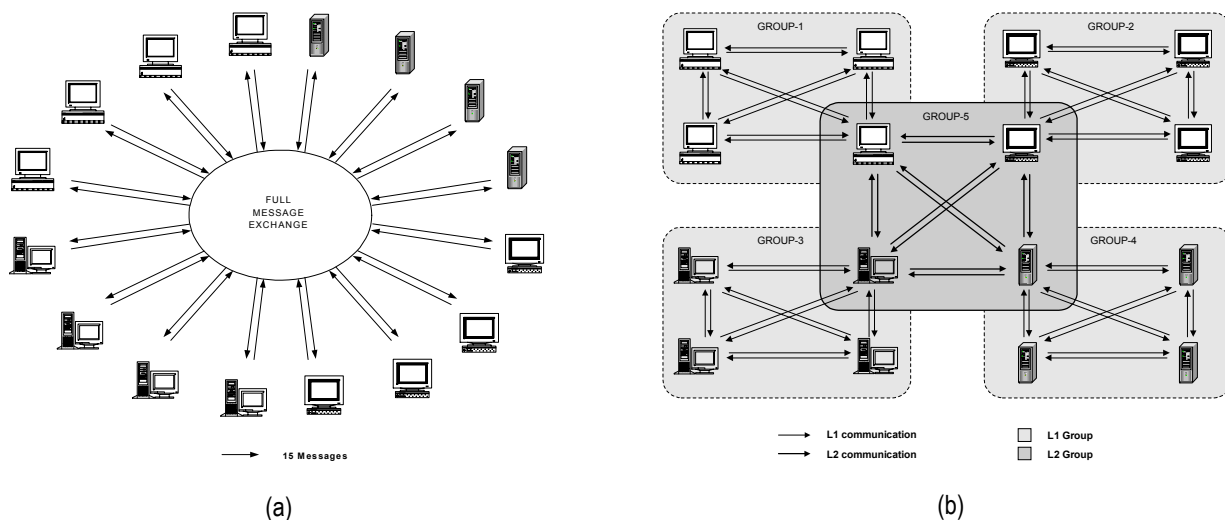 FULL
MESSAGE
EXCHANGE
15 Messages
(a)
GROUP-1
GROUP-2
GROUP-5
GROUP-3
GROUP-4
L1 communication
L2 communication
L1 Group
L2 Group
(b)